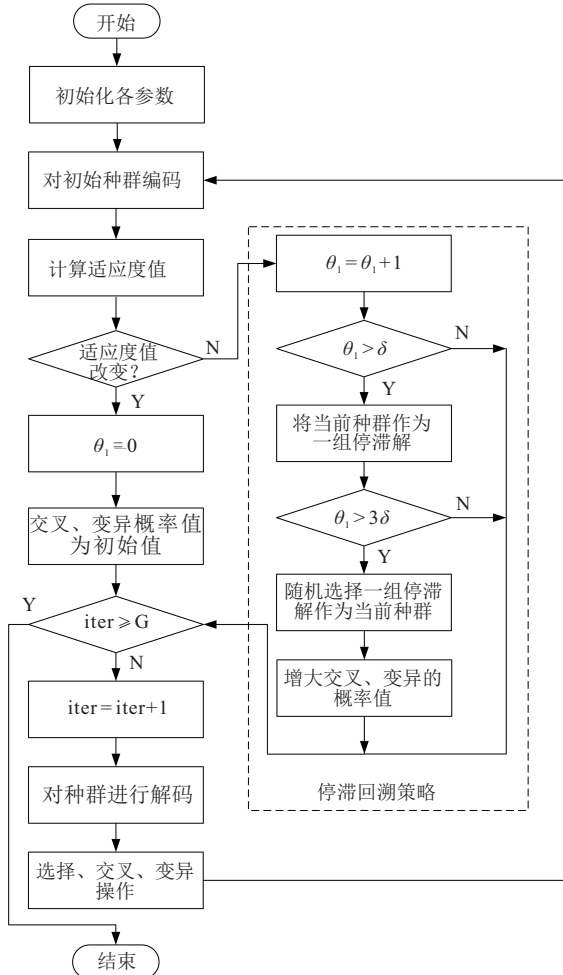 开始
初始化各参数
对初始种群编码
计算适应度值
适应度值
改变?
N
Y
θ₁=0
交叉、变异概率值
为初始值
Y
iter≥G
N
iter=iter+1
对种群进行解码
选择、交叉、变异
操作
结束
θ₁=θ₁+1
θ₁>δ
N
Y
将当前种群作为
一组停滞解
θ₁>3δ
N
Y
随机选择一组停滞
解作为当前种群
增大交叉、变异的
概率值
停滞回溯策略